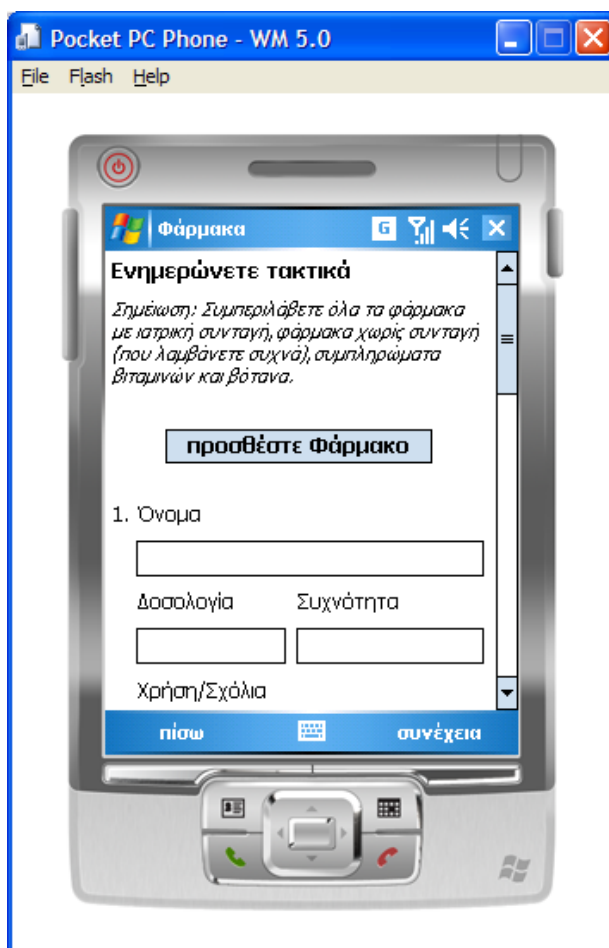 Pocket PC Phone - WM 5.0
File Flash Help
Φάρμακα G
Ενημερώνετε τακτικά
Σημέιωση: Συμπεριλάβετε όλα τα φάρμακα
με ιατρική συνταγή, φάρμακα χωρίς συνταγή
(που λαμβάνετε συχνά), συμπληρώματα
βιταμινών και βότανα.
προσθέστε Φάρμακο
1. Όνομα
Δοσολογία Συχνότητα
Χρήση/Σχόλια
πίσω συνέχεια